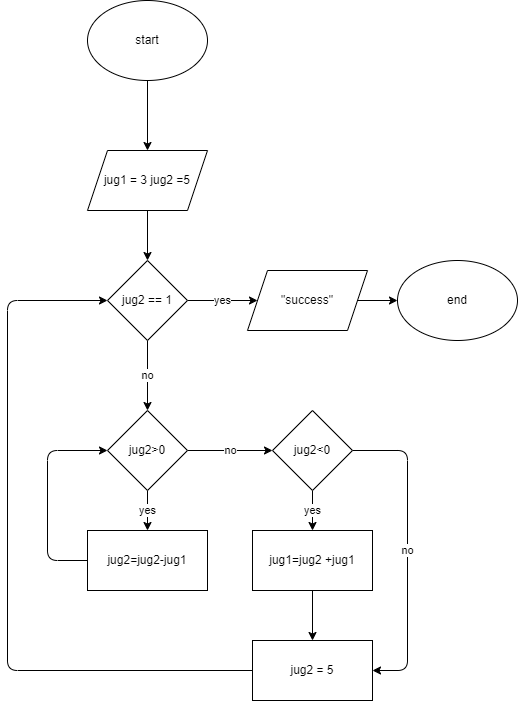 start
jug1 = 3 jug2 =5
jug2 == 1
yes
"success"
end
no
jug2>0
no
jug2<0
yes
yes
no
jug2=jug2-jug1
jug1=jug2 +jug1
jug2 = 5